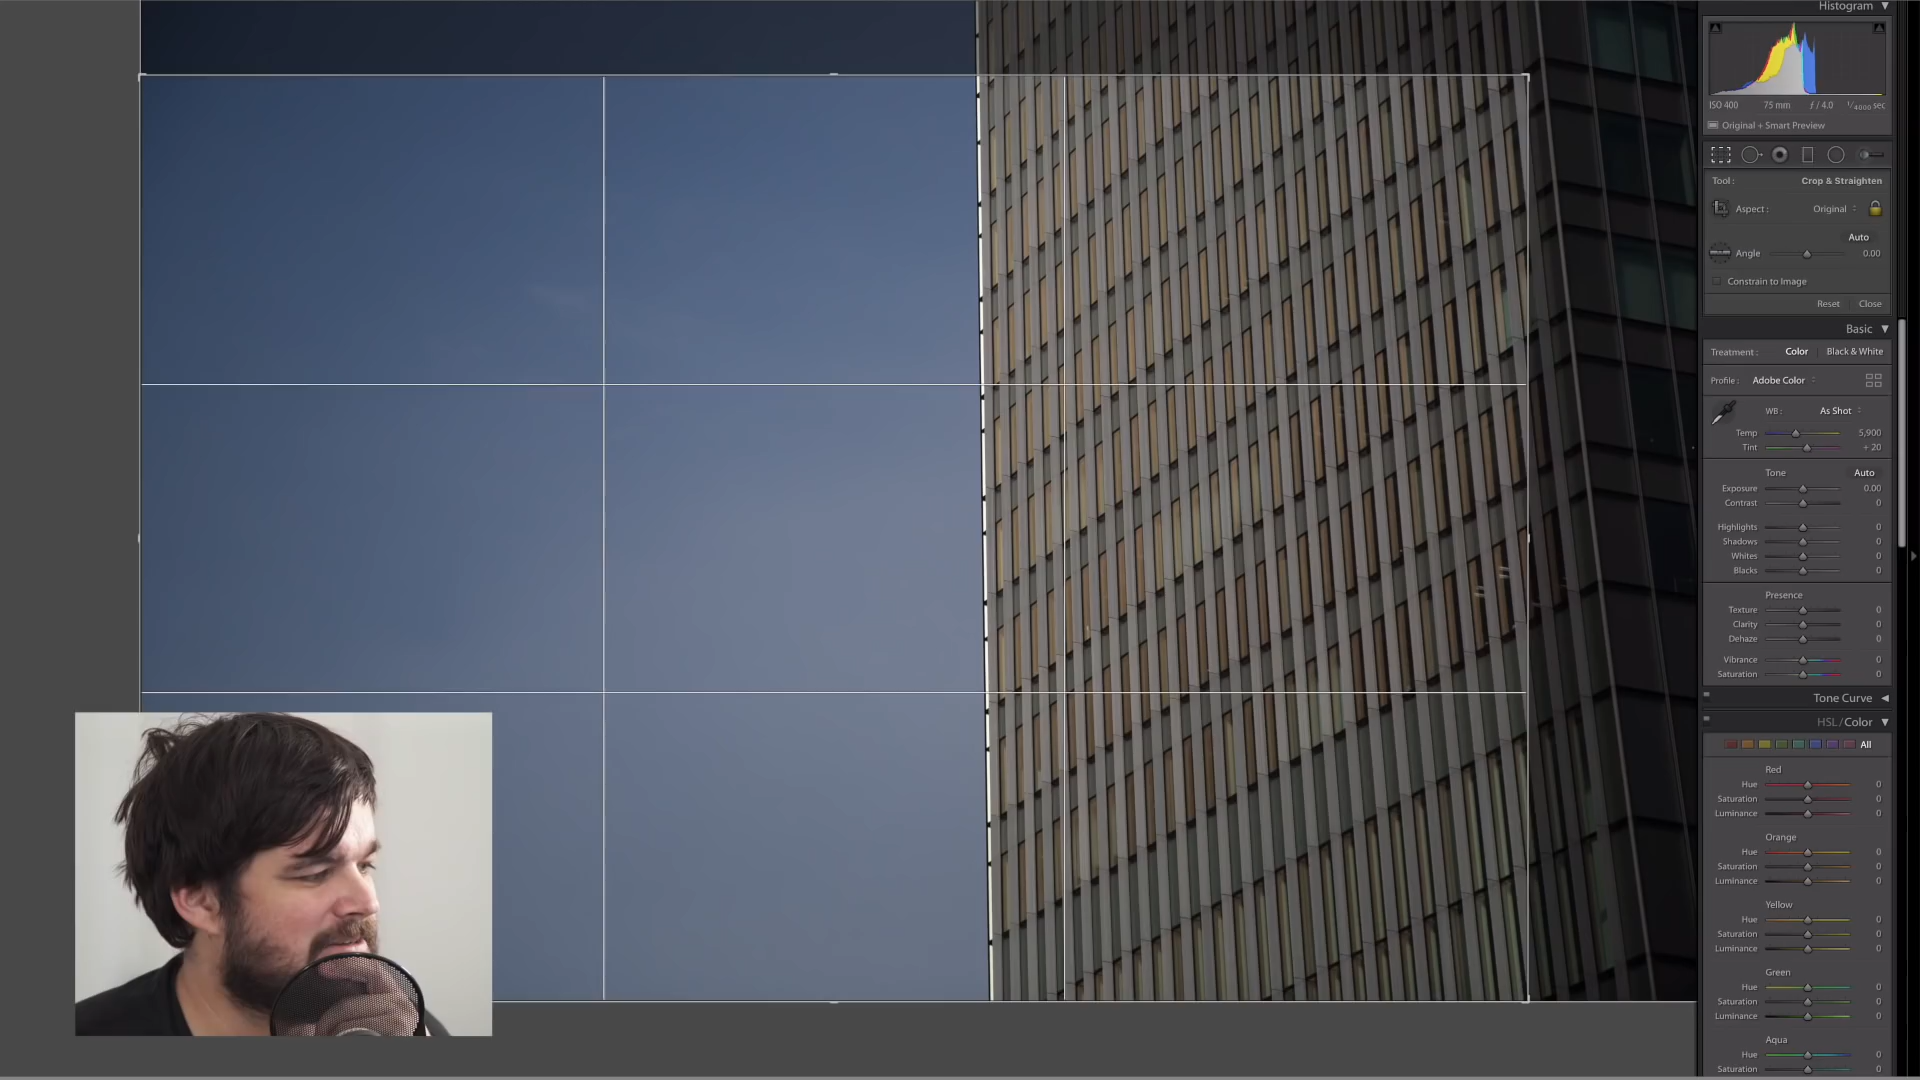 Histogram
ISO 400 75 mm ƒ / 4.0 1/4000 sec
Original + Smart Preview
Tool : Crop & Straighten
Aspect : Original
Auto
Angle 0.00
Constrain to Image
Reset Close
Basic
Treatment : Color Black & White
Profile : Adobe Color
WB : As Shot
Temp 5,900
Tint + 20
Tone Auto
Exposure 0.00
Contrast 0
Highlights 0
Shadows 0
Whites 0
Blacks 0
Presence
Texture 0
Clarity 0
Dehaze 0
Vibrance 0
Saturation 0
Tone Curve
HSL / Color
All
Red
Hue 0
Saturation 0
Luminance 0
Orange
Hue 0
Saturation 0
Luminance 0
Yellow
Hue 0
Saturation 0
Luminance 0
Green
Hue 0
Saturation 0
Luminance 0
Aqua
Hue 0
Saturation 0